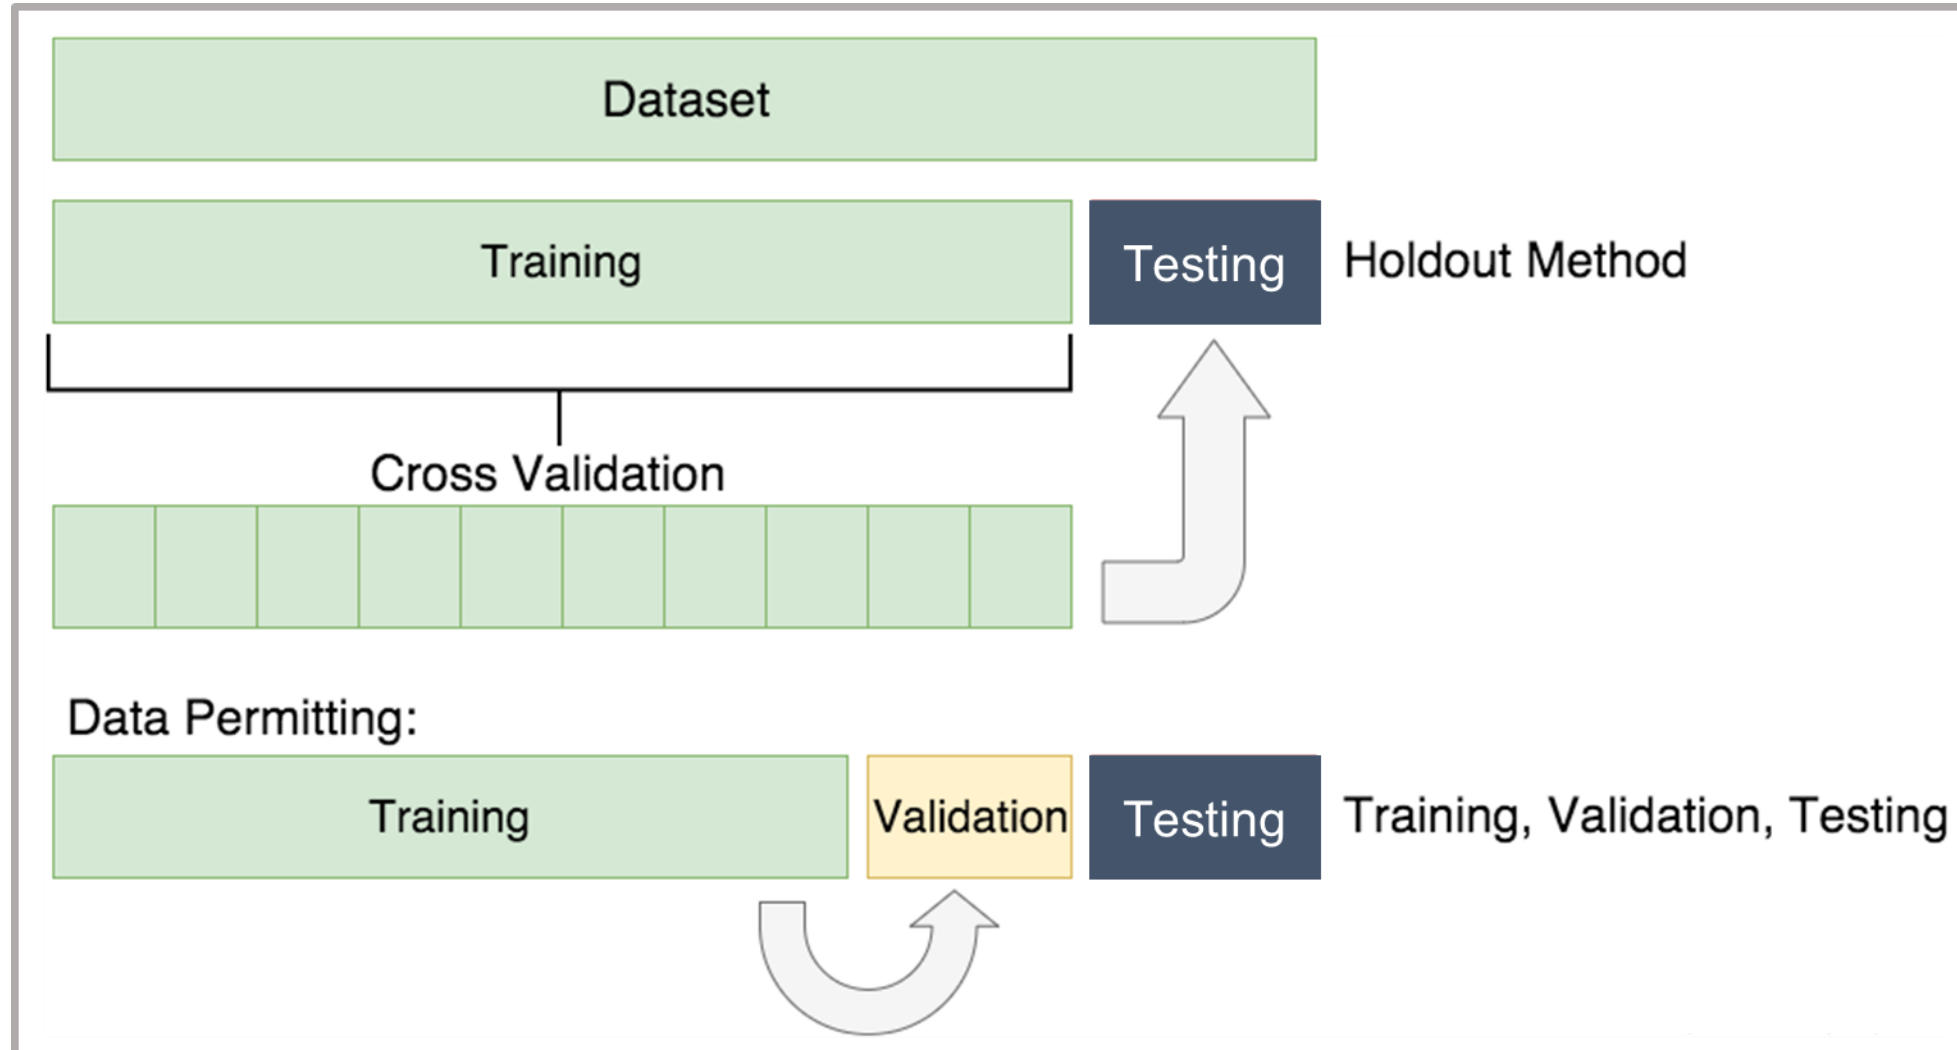 Dataset
Training
Testing
Holdout Method
Cross Validation
Data Permitting:
Training
Validation
Testing
Training, Validation, Testing